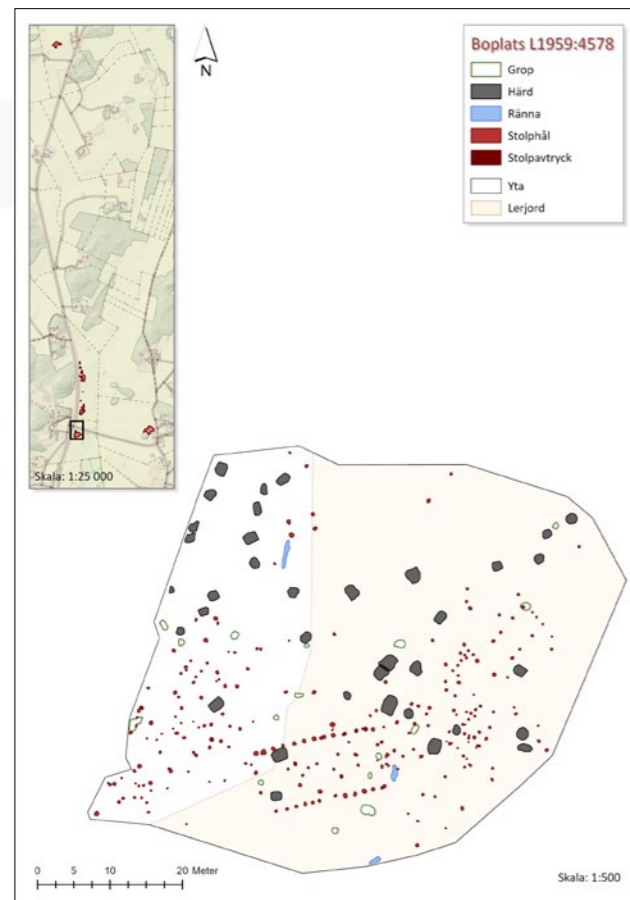 N
Boplats L1959:4578
Grop
Härd
Ränna
Stolphål
Stolpavtryck
Yta
Lerjord
Skala: 1:25 000
0 5 10 20 Meter
Skala: 1:500